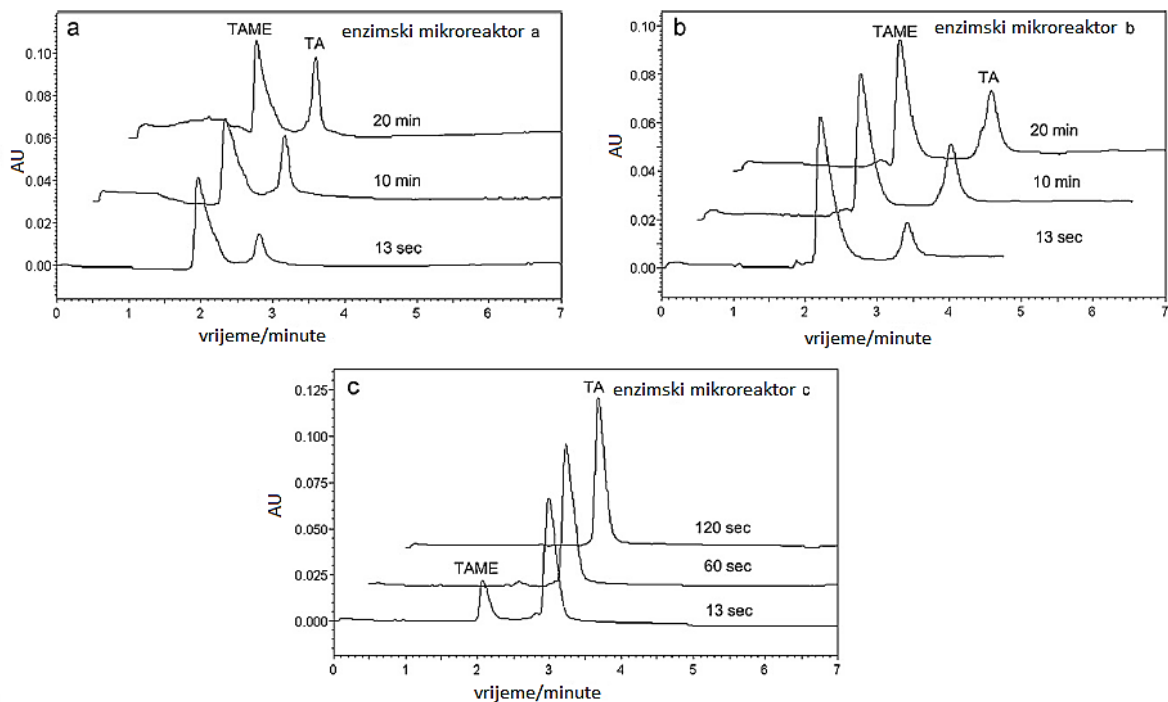 a
enzimski mikroreaktor a
TAME
TA
20 min
10 min
13 sec
AU
0.10
0.08
0.06
0.04
0.02
0.00
0 1 2 3 4 5 6 7
vrijeme/minute
b
enzimski mikroreaktor b
TAME
TA
20 min
10 min
13 sec
AU
0.10
0.08
0.06
0.04
0.02
0.00
0 1 2 3 4 5 6 7
vrijeme/minute
c
enzimski mikroreaktor c
TA
120 sec
60 sec
TAME
13 sec
AU
0.125
0.100
0.075
0.050
0.025
0.000
0 1 2 3 4 5 6 7
vrijeme/minute